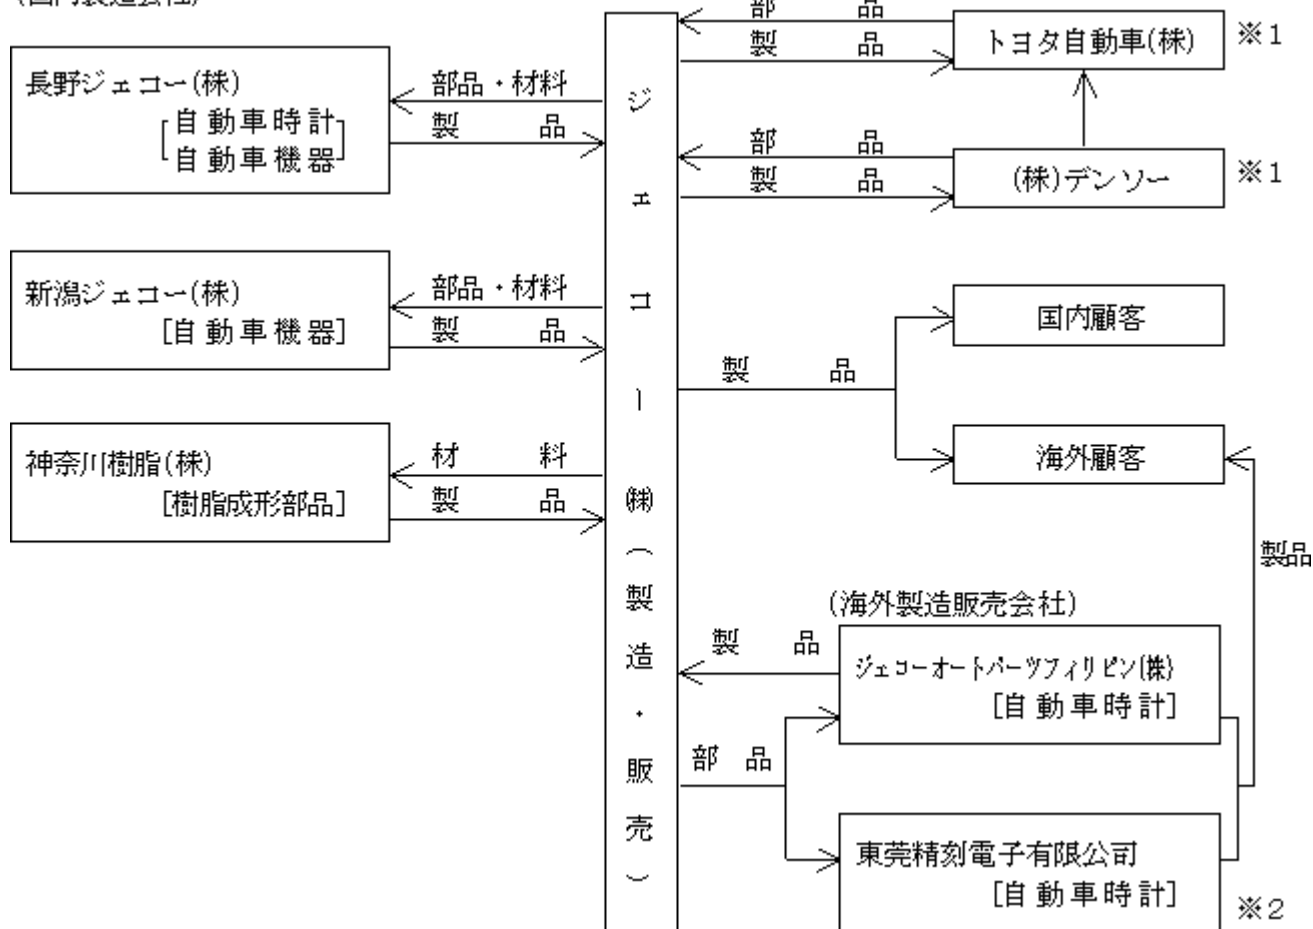 (国内製造会社)
長野ジェコー(株)
自動車時計
自動車機器
部品・材料
製品
新潟ジェコー(株)
[自動車機器]
部品・材料
製品
神奈川樹脂(株)
[樹脂成形部品]
材料
製品
ジェコー㈱(製造・販売)
部品
製品
トヨタ自動車(株)
※1
部品
製品
(株)デンソー
※1
製品
国内顧客
海外顧客
製品
(海外製造販売会社)
製品
ジェコーオートパーツフィリピン(株)
[自動車時計]
部品
東莞精刻電子有限公司
[自動車時計]
※2